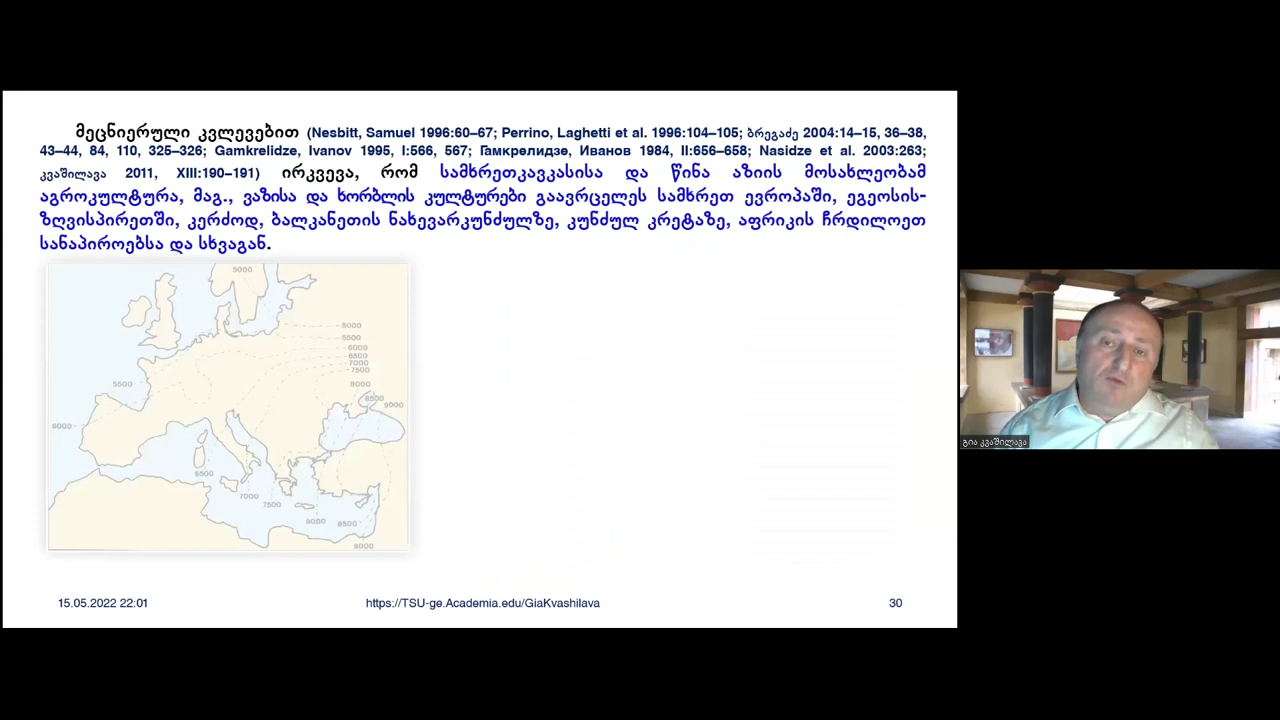 მეცნიერული კვლევებით (Nesbitt, Samuel 1996:60–67; Perrino, Laghetti et al. 1996:104–105; ბრეგაძე 2004:14–15, 36–38,
43–44, 84, 110, 325–326; Gamkrelidze, Ivanov 1995, I:566, 567; Гамкрелидзе, Иванов 1984, II:656–658; Nasidze et al. 2003:263;
კვაშილავა 2011, XIII:190–191) ირკვევა, რომ სამხრეთკავკასიისა და წინა აზიის მოსახლეობამ
აგროკულტურა, მაგ., ვაზისა და ხორბლის კულტურები გაავრცელეს სამხრეთ ევროპაში, ეგეოსის-
ზღვისპირეთში, კერძოდ, ბალკანეთის ნახევარკუნძულზე, კუნძულ კრეტაზე, აფრიკის ჩრდილოეთ
სანაპიროებსა და სხვაგან.
5000
5000
5500
6000
6500
7000
7500
5500
8000
8500
9000
6000
6500
7000
7500
8000
8500
8000
გია კვაშილავა
15.05.2022 22:01
https://TSU-ge.Academia.edu/GiaKvashilava
30